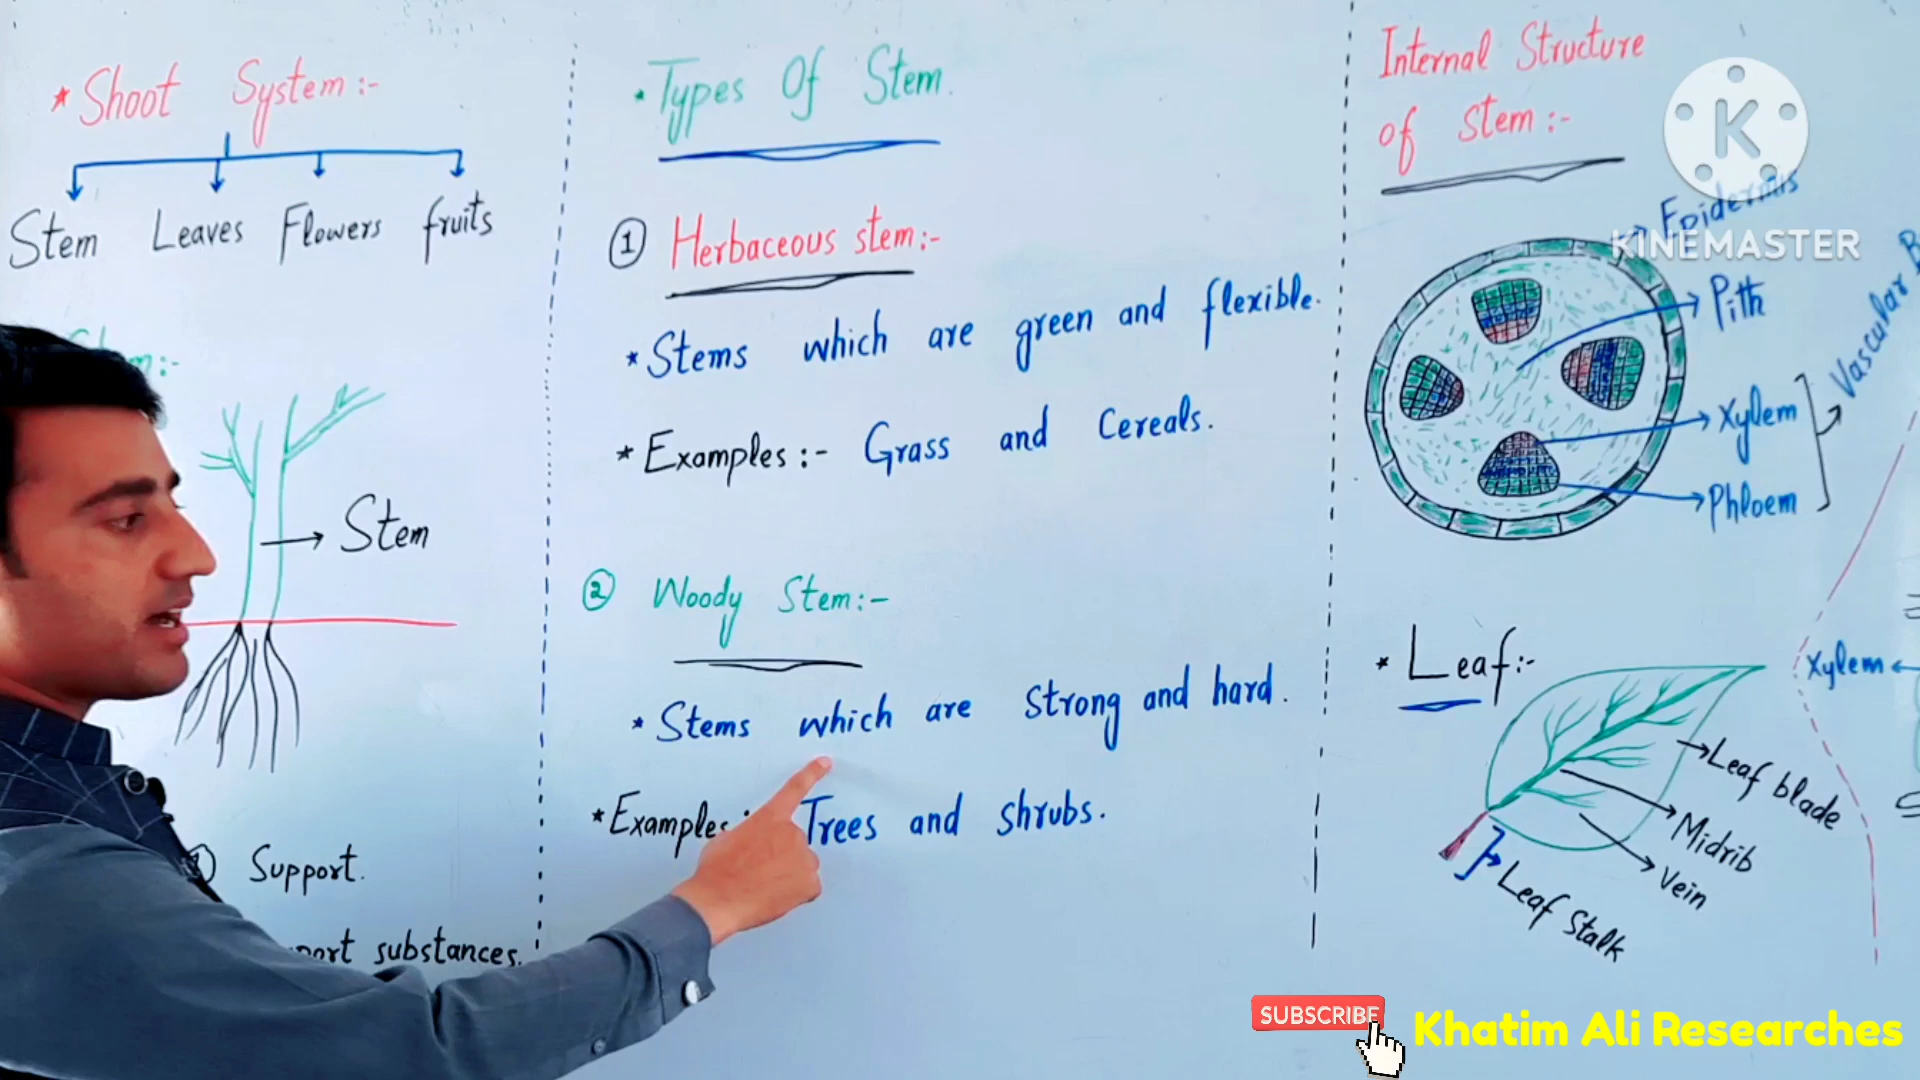 * Shoot System:-
Stem Leaves Flowers fruits
Stem
Support.
substances.
· Types Of Stem.
① Herbaceous stem:-
* Stems which are green and flexible.
* Examples:- Grass and Cereals.
② Woody Stem:-
* Stems which are strong and hard.
* Examples: Trees and shrubs.
Internal Structure
of Stem:-
Epidermis
Pith
Xylem
Phloem
Vascular
* Leaf:-
Leaf blade
Midrib
Vein
Leaf Stalk
Xylem
K
KINEMASTER
SUBSCRIBE
Khatim Ali Researches